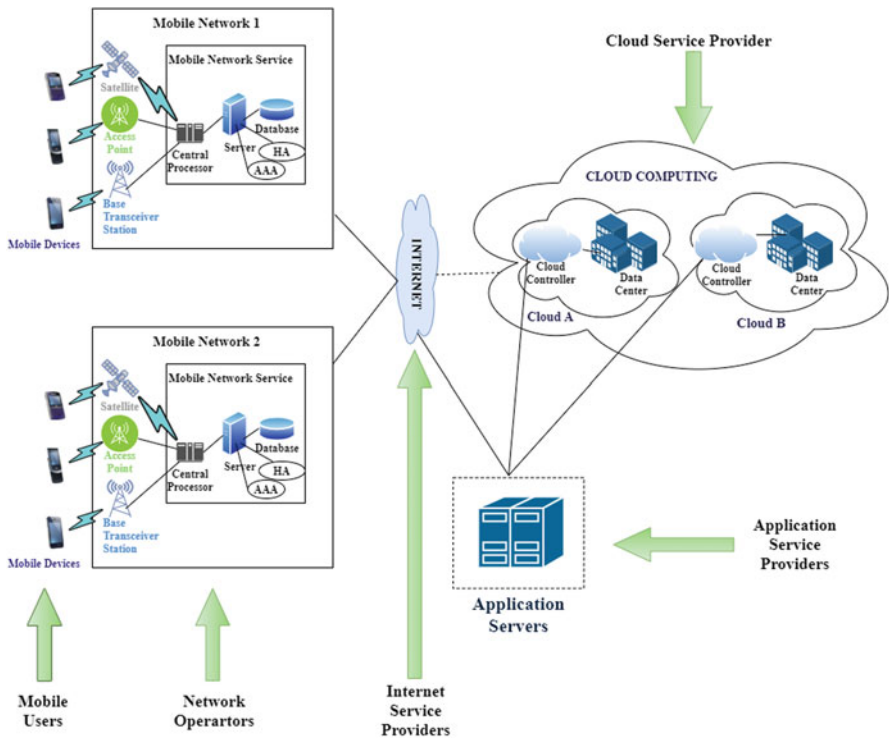 Mobile Network 1
Mobile Network Service
Satellite
Access
Point
Base
Transceiver
Station
Mobile Devices
Central
Processor
Server
Database
HA
AAA
Mobile Network 2
Mobile Network Service
Satellite
Access
Point
Base
Transceiver
Station
Mobile Devices
Central
Processor
Server
Database
HA
AAA
INTERNET
Cloud Service Provider
CLOUD COMPUTING
Cloud
Controller
Data
Center
Cloud A
Cloud
Controller
Data
Center
Cloud B
Application
Servers
Application
Service
Providers
Mobile
Users
Network
Operartors
Internet
Service
Providers